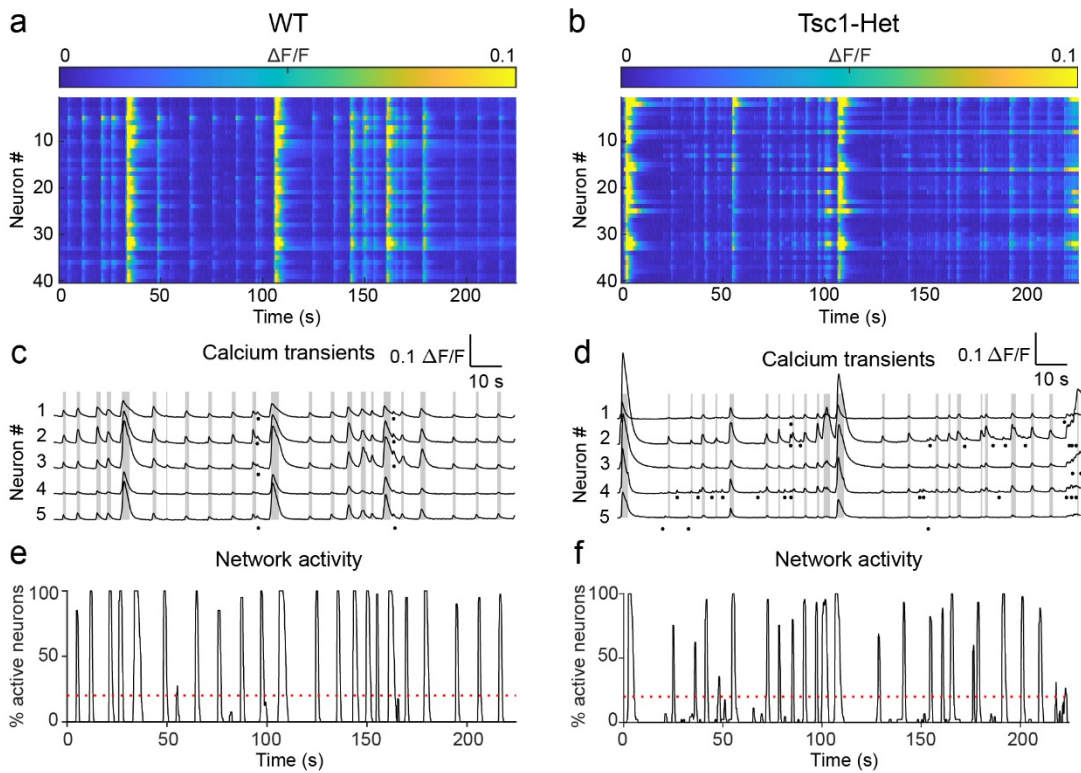 a
WT
0 ΔF/F 0.1
Neuron #
10
20
30
40
0 50 100 150 200
Time (s)
b
Tsc1-Het
0 ΔF/F 0.1
Neuron #
10
20
30
40
0 50 100 150 200
Time (s)
c
Calcium transients
0.1 ΔF/F
10 s
Neuron #
1
2
3
4
5
d
Calcium transients
0.1 ΔF/F
10 s
Neuron #
1
2
3
4
5
e
Network activity
% active neurons
100
50
0
0 50 100 150 200
Time (s)
f
Network activity
% active neurons
100
50
0
0 50 100 150 200
Time (s)